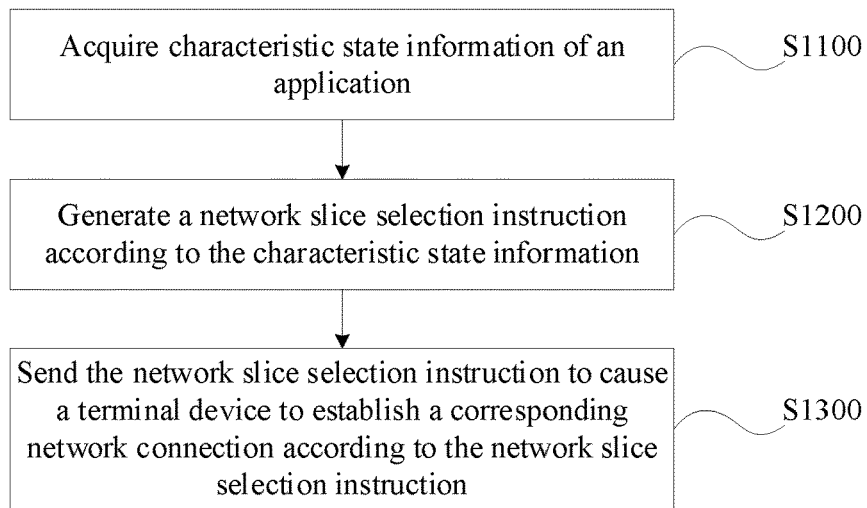 Acquire characteristic state information of an
application
S1100
Generate a network slice selection instruction
according to the characteristic state information
S1200
Send the network slice selection instruction to cause
a terminal device to establish a corresponding
network connection according to the network slice
selection instruction
S1300